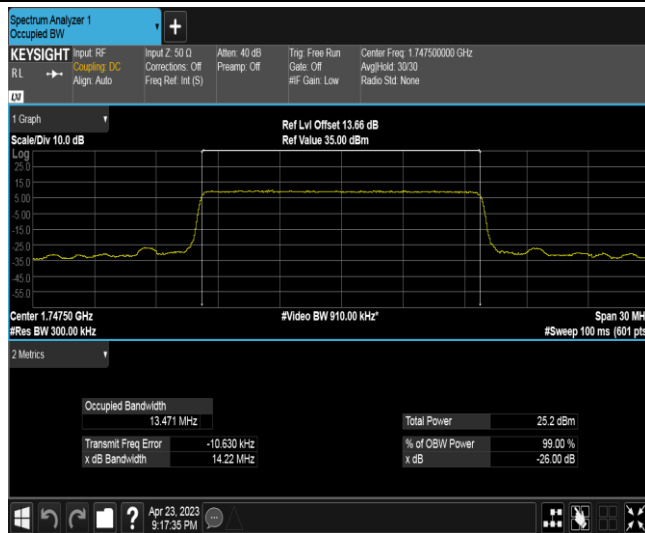 Spectrum Analyzer 1
Occupied BW
+
KEYSIGHT
RL
Input: RF
Coupling: DC
Align: Auto
Input Z: 50 Ω
Corrections: Off
Freq Ref: Int (S)
Atten: 40 dB
Preamp: Off
Trig: Free Run
Gate: Off
#IF Gain: Low
Center Freq: 1.747500000 GHz
Avg|Hold: 30/30
Radio Std: None
1 Graph
Scale/Div 10.0 dB
Ref Lvl Offset 13.66 dB
Ref Value 35.00 dBm
Log
25.0
15.0
5.00
-5.00
-15.0
-25.0
-35.0
-45.0
-55.0
Center 1.74750 GHz
#Res BW 300.00 kHz
#Video BW 910.00 kHz*
Span 30 MH
#Sweep 100 ms (601 pts
2 Metrics
Occupied Bandwidth
13.471 MHz
Total Power 25.2 dBm
Transmit Freq Error -10.630 kHz
% of OBW Power 99.00 %
x dB Bandwidth 14.22 MHz
x dB -26.00 dB
?
Apr 23, 2023
9:17:35 PM